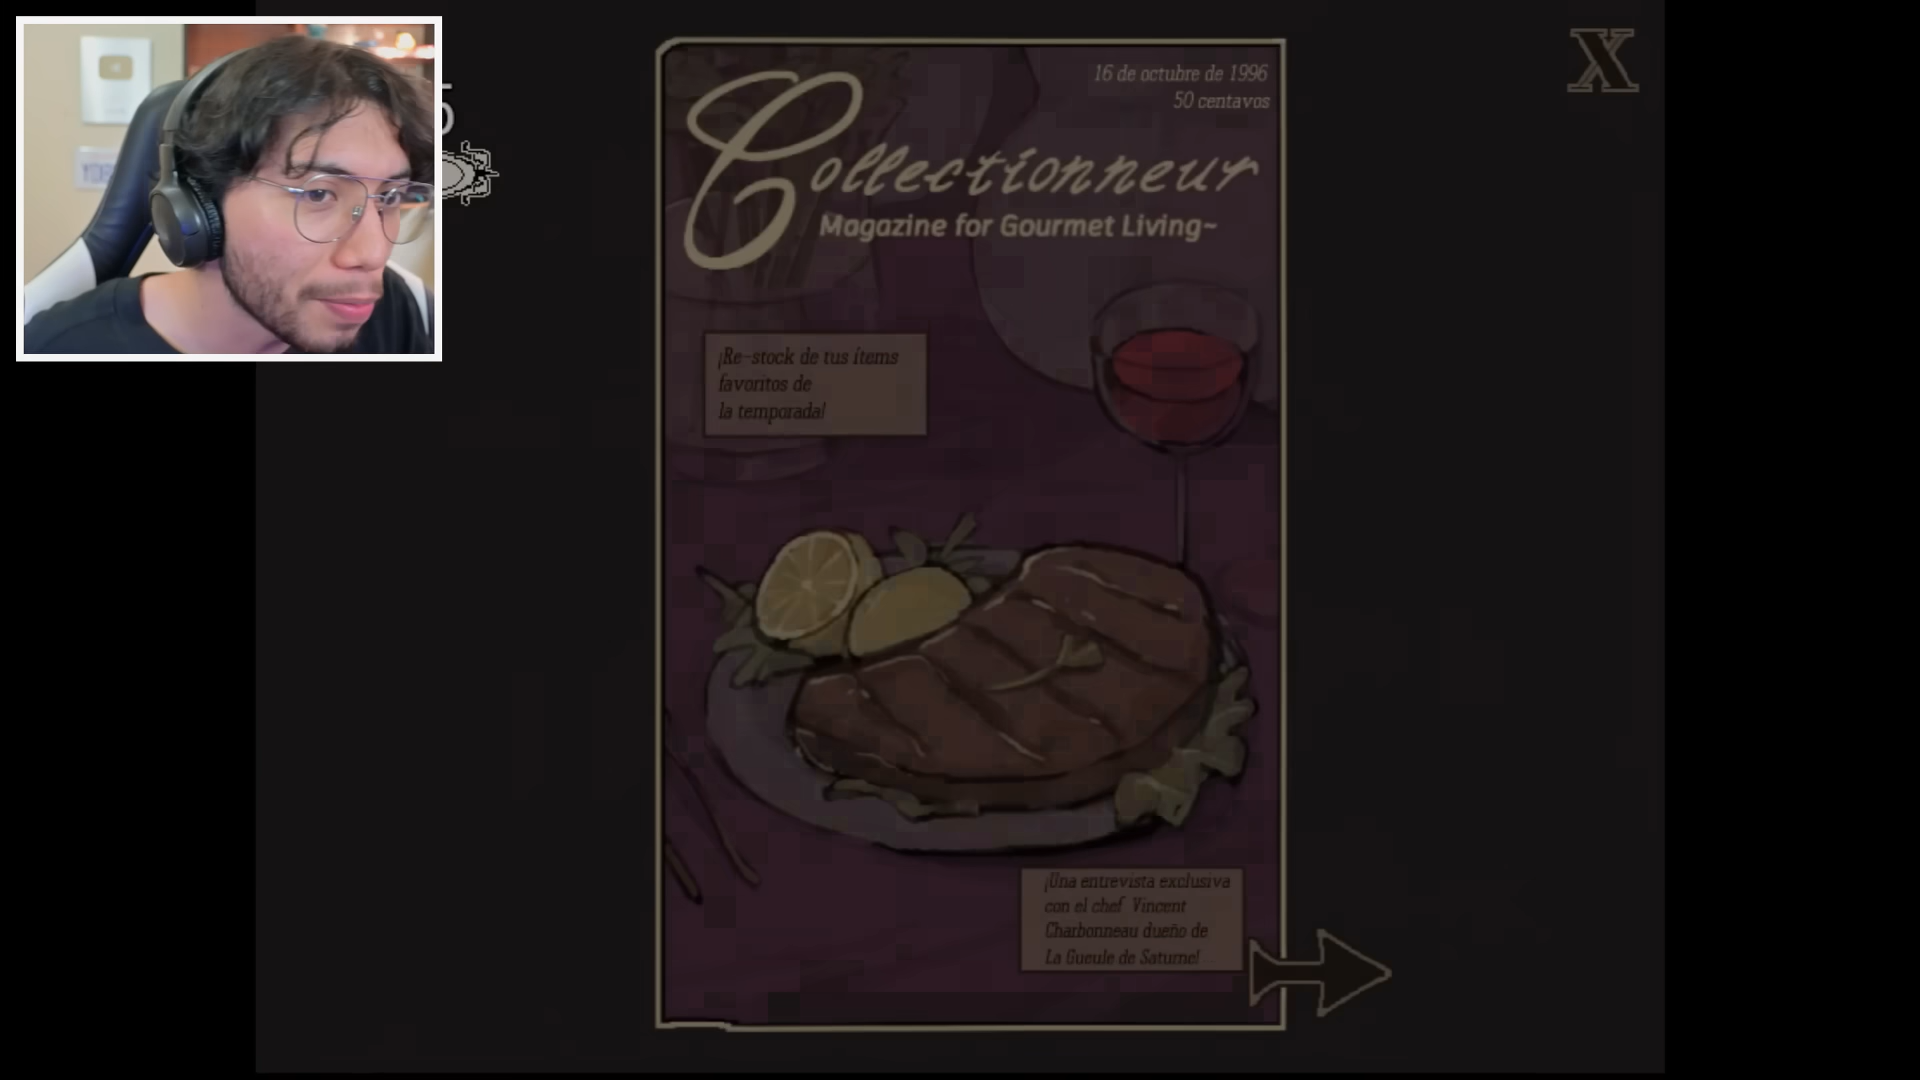 16 de octubre de 1996
50 centavos
Collectionneur
Magazine for Gourmet Living~
¡Re-stock de tus ítems
favoritos de
la temporada!
¡Una entrevista exclusiva
con el chef Vincent
Charbonneau dueño de
La Gueule de Saturne!
X
5